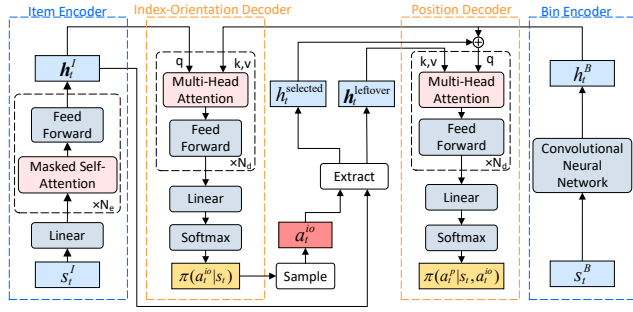 Item Encoder
h_t^I
Feed Forward
Masked Self-Attention
×N_e
Linear
s_t^I
Index-Orientation Decoder
q
k,v
Multi-Head Attention
Feed Forward
×N_d
Linear
Softmax
π(a_t^{io}|s_t)
Sample
a_t^{io}
Extract
h_t^{selected}
h_t^{leftover}
Position Decoder
k,v
q
Multi-Head Attention
Feed Forward
×N_d
Linear
Softmax
π(a_t^p|s_t,a_t^{io})
Bin Encoder
h_t^B
Convolutional Neural Network
s_t^B